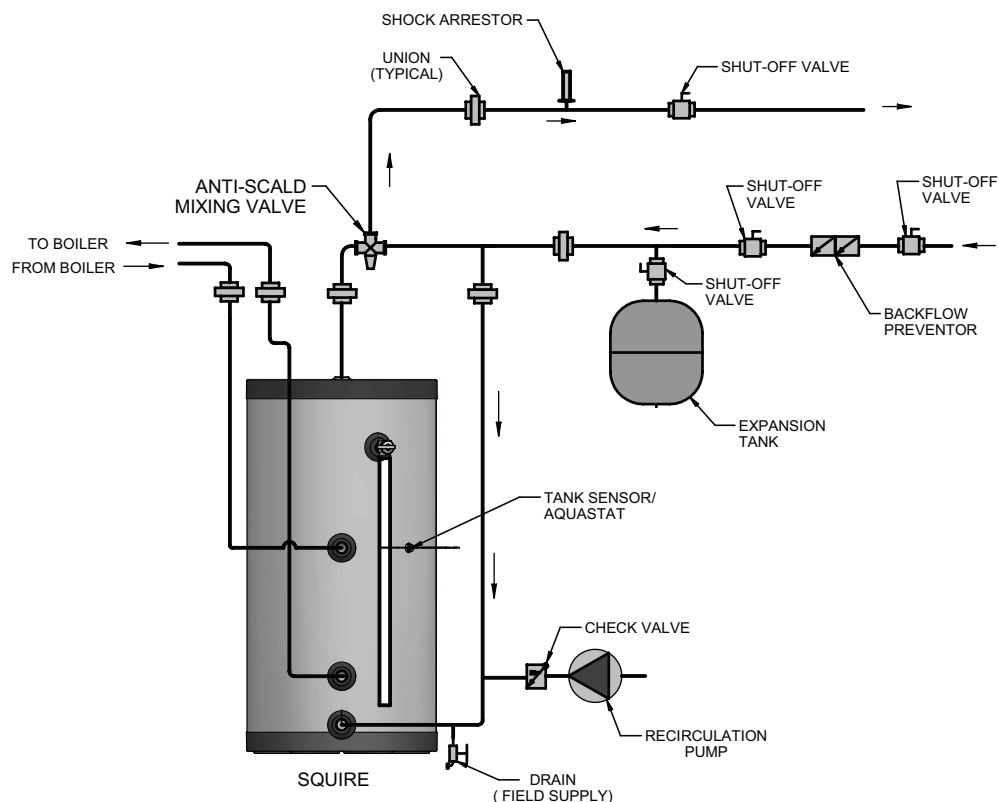 SHOCK ARRESTOR
UNION
(TYPICAL)
SHUT-OFF VALVE
ANTI-SCALD
MIXING VALVE
SHUT-OFF
VALVE
SHUT-OFF
VALVE
TO BOILER
FROM BOILER
SHUT-OFF
VALVE
BACKFLOW
PREVENTOR
EXPANSION
TANK
TANK SENSOR/
AQUASTAT
CHECK VALVE
RECIRCULATION
PUMP
SQUIRE
DRAIN
( FIELD SUPPLY)